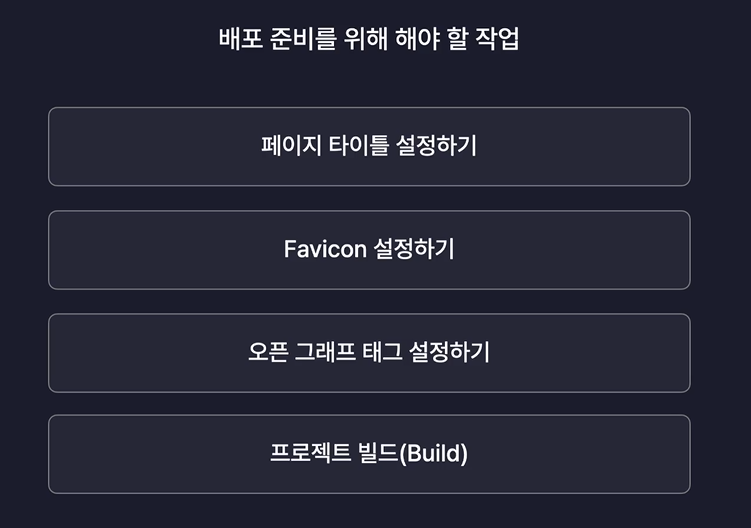 배포 준비를 위해 해야 할 작업
페이지 타이틀 설정하기
Favicon 설정하기
오픈 그래프 태그 설정하기
프로젝트 빌드(Build)